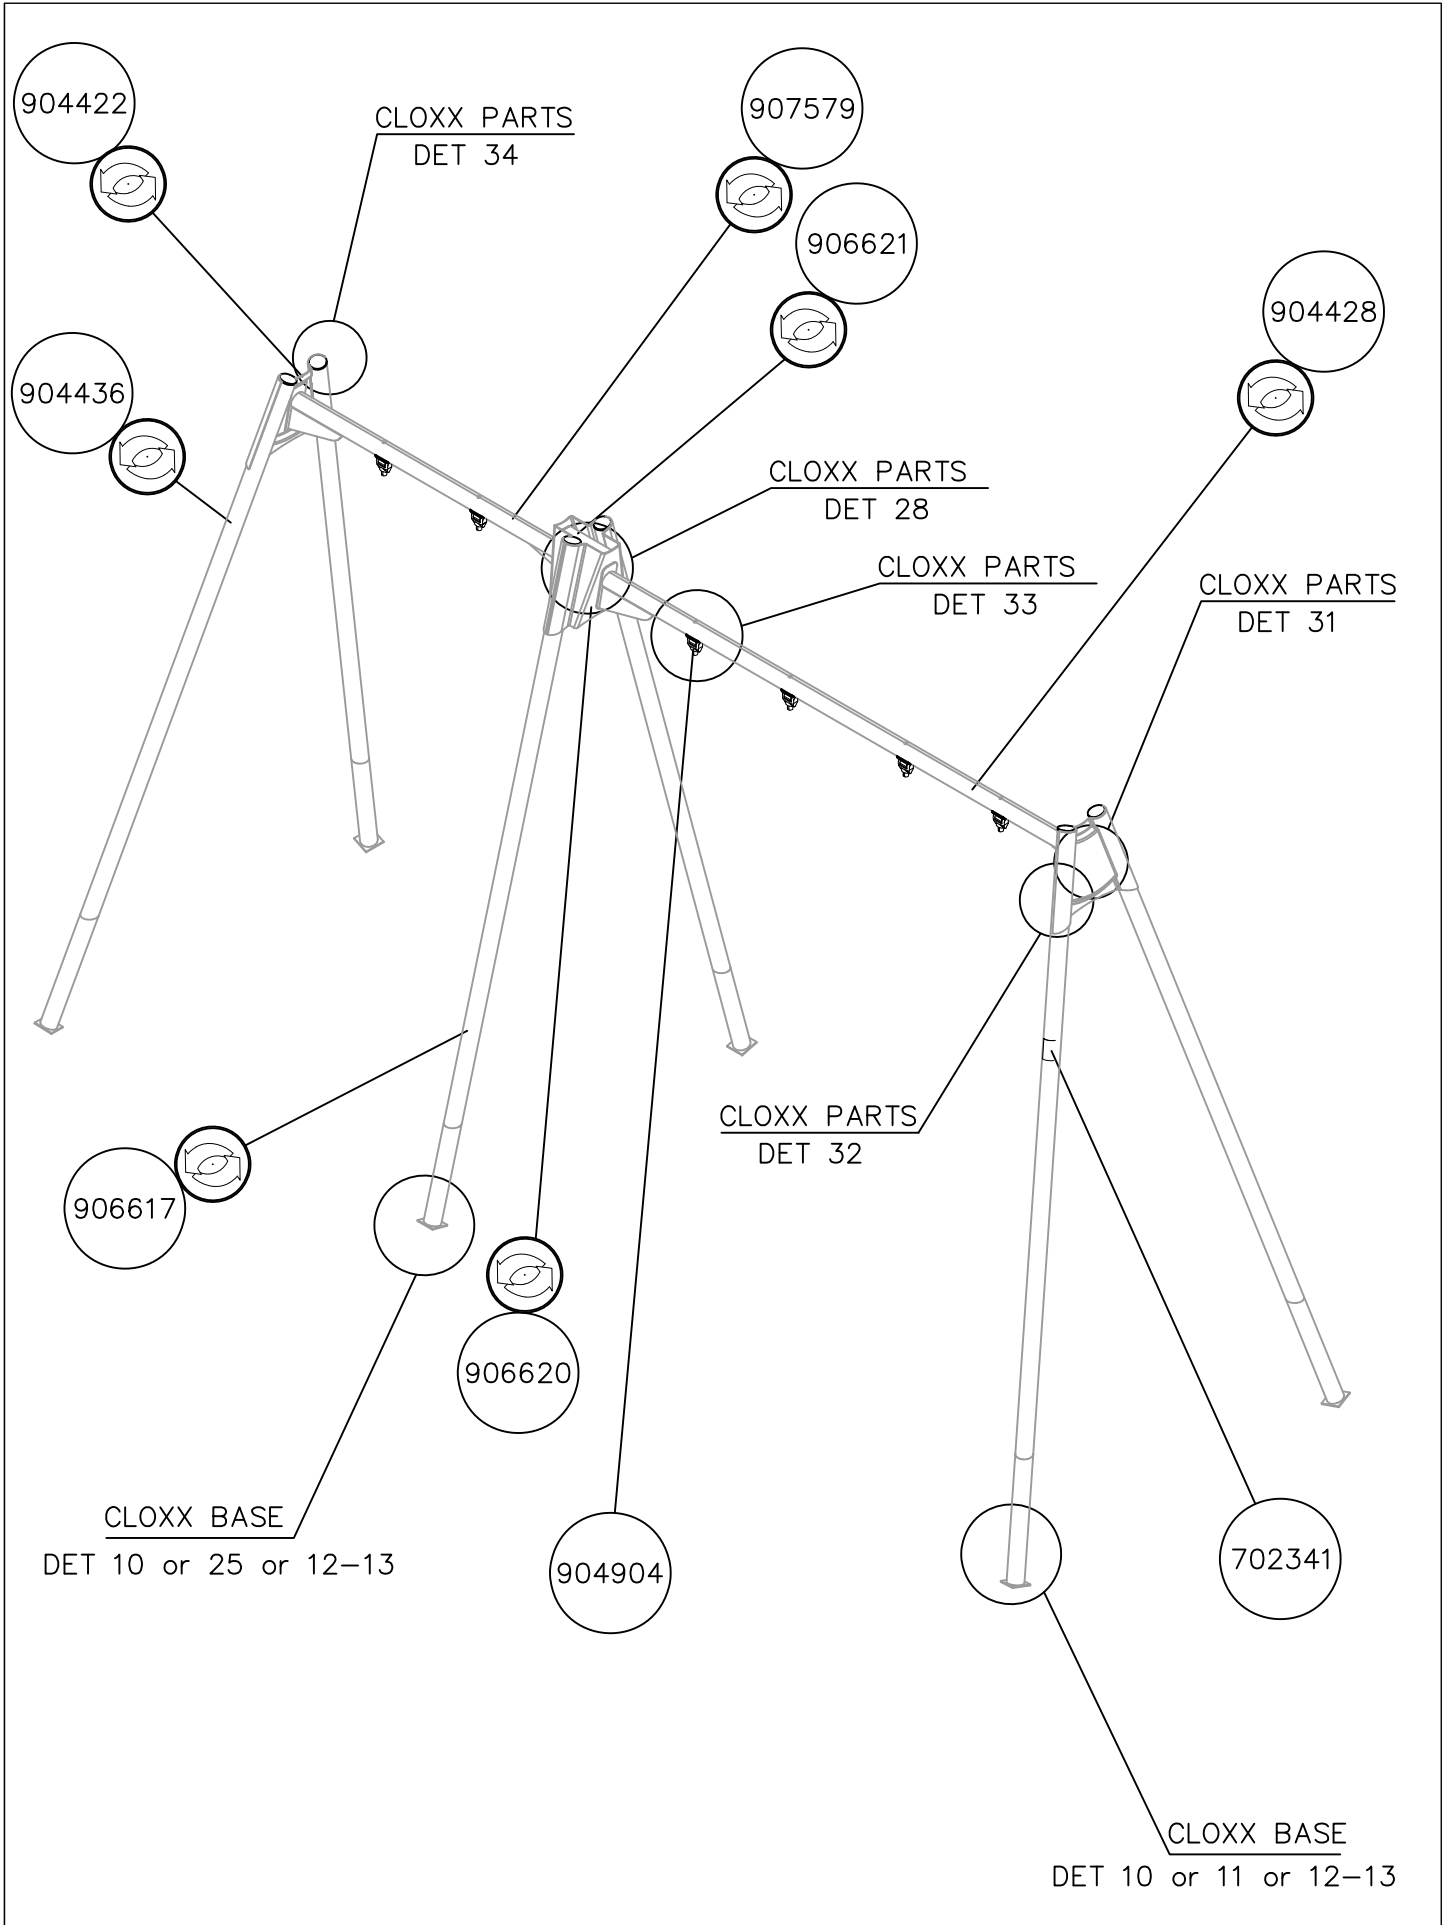 904422
CLOXX PARTS
DET 34
907579
906621
904428
904436
CLOXX PARTS
DET 28
CLOXX PARTS
DET 33
CLOXX PARTS
DET 31
CLOXX PARTS
DET 32
906617
906620
CLOXX BASE
DET 10 or 25 or 12-13
904904
702341
CLOXX BASE
DET 10 or 11 or 12-13